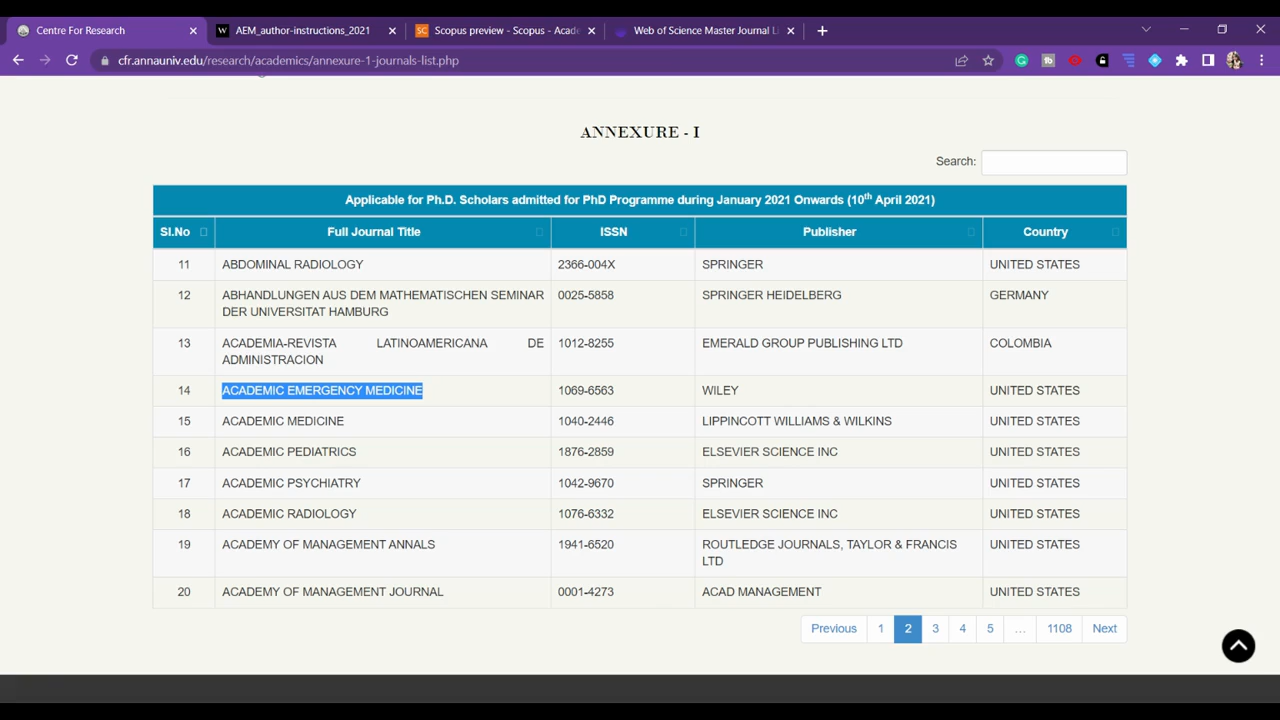 Centre For Research
AEM_author-instructions_2021
Scopus preview - Scopus - Acade
Web of Science Master Journal Li
cfr.annauniv.edu/research/academics/annexure-1-journals-list.php
ANNEXURE - I
Search:
Applicable for Ph.D. Scholars admitted for PhD Programme during January 2021 Onwards (10th April 2021)
Sl.No Full Journal Title ISSN Publisher Country
11 ABDOMINAL RADIOLOGY 2366-004X SPRINGER UNITED STATES
12 ABHANDLUNGEN AUS DEM MATHEMATISCHEN SEMINAR 0025-5858 SPRINGER HEIDELBERG GERMANY
DER UNIVERSITAT HAMBURG
13 ACADEMIA-REVISTA LATINOAMERICANA DE 1012-8255 EMERALD GROUP PUBLISHING LTD COLOMBIA
ADMINISTRACION
14 ACADEMIC EMERGENCY MEDICINE 1069-6563 WILEY UNITED STATES
15 ACADEMIC MEDICINE 1040-2446 LIPPINCOTT WILLIAMS & WILKINS UNITED STATES
16 ACADEMIC PEDIATRICS 1876-2859 ELSEVIER SCIENCE INC UNITED STATES
17 ACADEMIC PSYCHIATRY 1042-9670 SPRINGER UNITED STATES
18 ACADEMIC RADIOLOGY 1076-6332 ELSEVIER SCIENCE INC UNITED STATES
19 ACADEMY OF MANAGEMENT ANNALS 1941-6520 ROUTLEDGE JOURNALS, TAYLOR & FRANCIS UNITED STATES
LTD
20 ACADEMY OF MANAGEMENT JOURNAL 0001-4273 ACAD MANAGEMENT UNITED STATES
Previous 1 2 3 4 5 ... 1108 Next